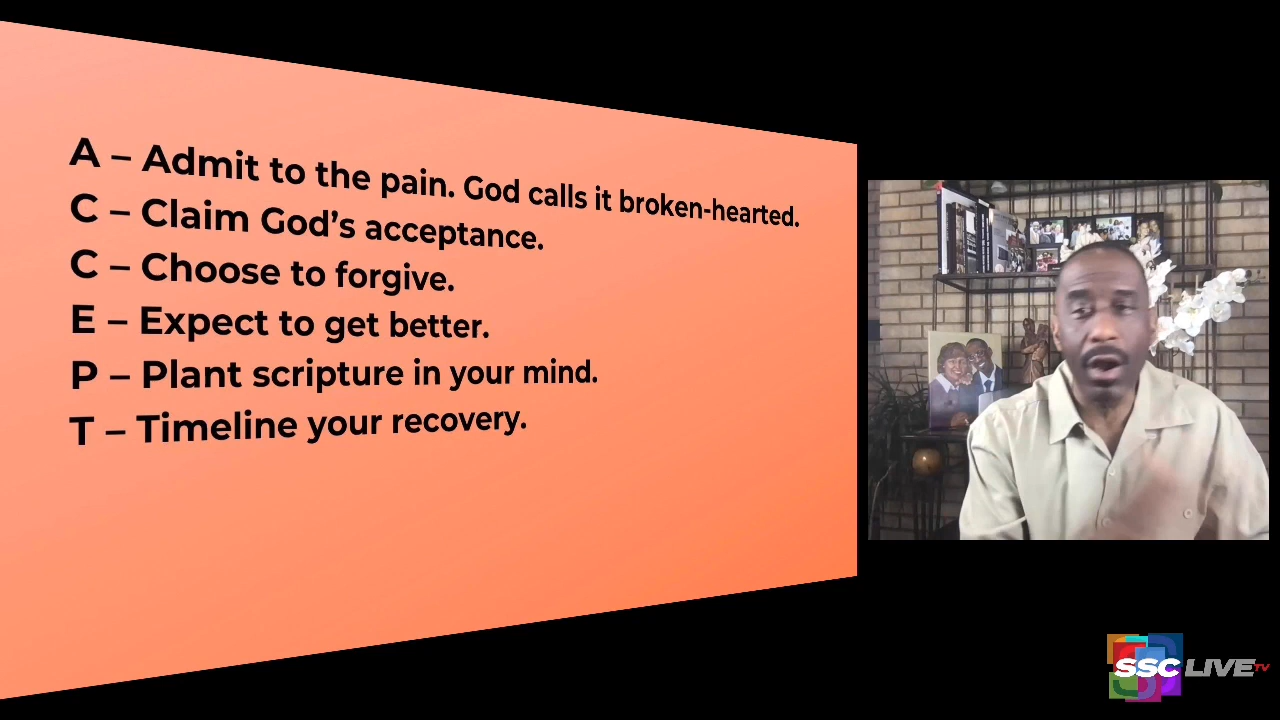 A – Admit to the pain. God calls it broken-hearted.
C – Claim God’s acceptance.
C – Choose to forgive.
E – Expect to get better.
P – Plant scripture in your mind.
T – Timeline your recovery.
SSC LIVE TV